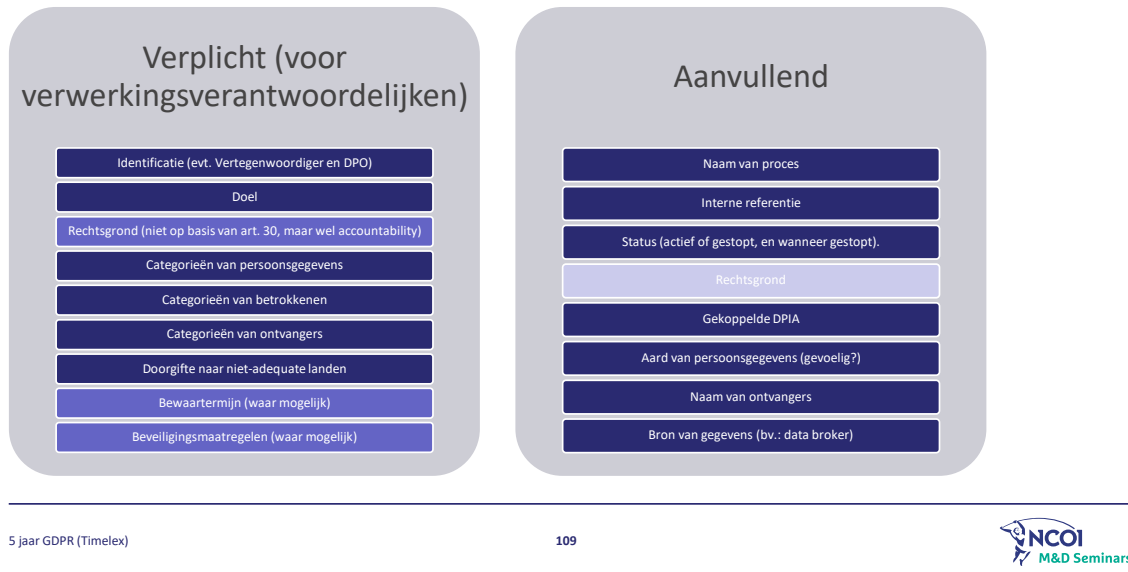 Verplicht (voor
verwerkingsverantwoordelijken)
Identificatie (evt. Vertegenwoordiger en DPO)
Doel
Rechtsgrond (niet op basis van art. 30, maar wel accountability)
Categorieën van persoonsgegevens
Categorieën van betrokkenen
Categorieën van ontvangers
Doorgifte naar niet-adequate landen
Bewaartermijn (waar mogelijk)
Beveiligingsmaatregelen (waar mogelijk)
Aanvullend
Naam van proces
Interne referentie
Status (actief of gestopt, en wanneer gestopt).
Rechtsgrond
Gekoppelde DPIA
Aard van persoonsgegevens (gevoelig?)
Naam van ontvangers
Bron van gegevens (bv.: data broker)
5 jaar GDPR (Timelex)
109
NCOI
M&D Seminars